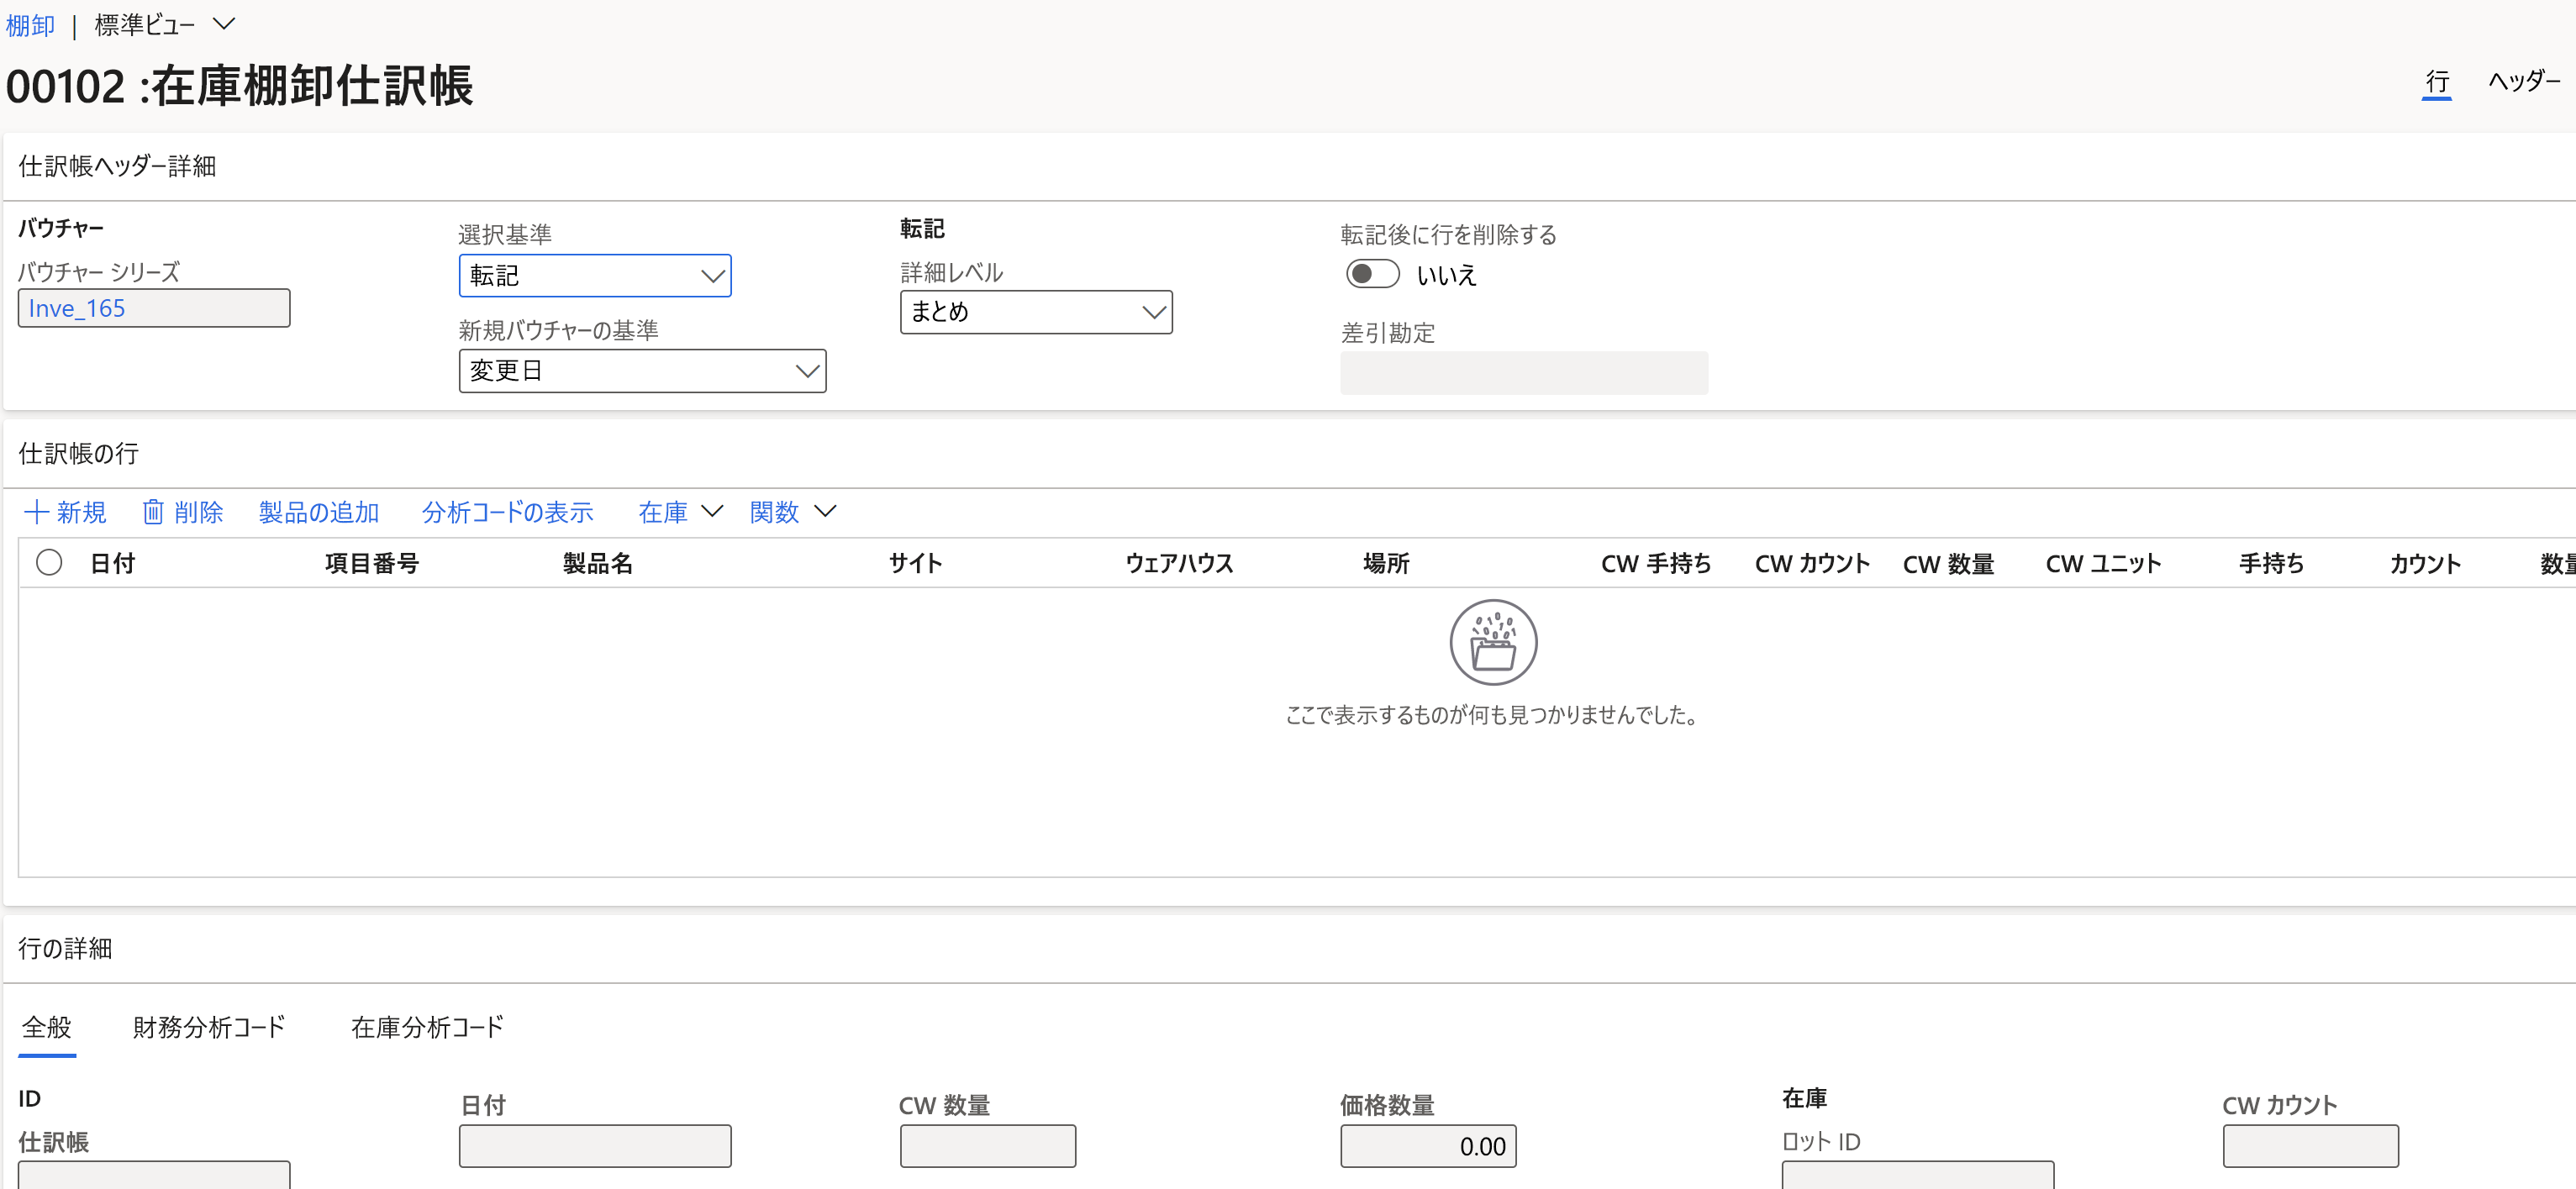 棚卸 | 標準ビュー
00102 :在庫棚卸仕訳帳
行 ヘッダー
仕訳帳ヘッダー詳細
バウチャー
バウチャー シリーズ
Inve_165
選択基準
転記
新規バウチャーの基準
変更日
転記
詳細レベル
まとめ
転記後に行を削除する
いいえ
差引勘定
仕訳帳の行
新規 削除 製品の追加 分析コードの表示 在庫 関数
日付 項目番号 製品名 サイト ウェアハウス 場所 CW 手持ち CW カウント CW 数量 CW ユニット 手持ち カウント 数量
ここで表示するものが何も見つかりませんでした。
行の詳細
全般 財務分析コード 在庫分析コード
ID
仕訳帳
日付
CW 数量
価格数量
0.00
在庫
ロット ID
CW カウント